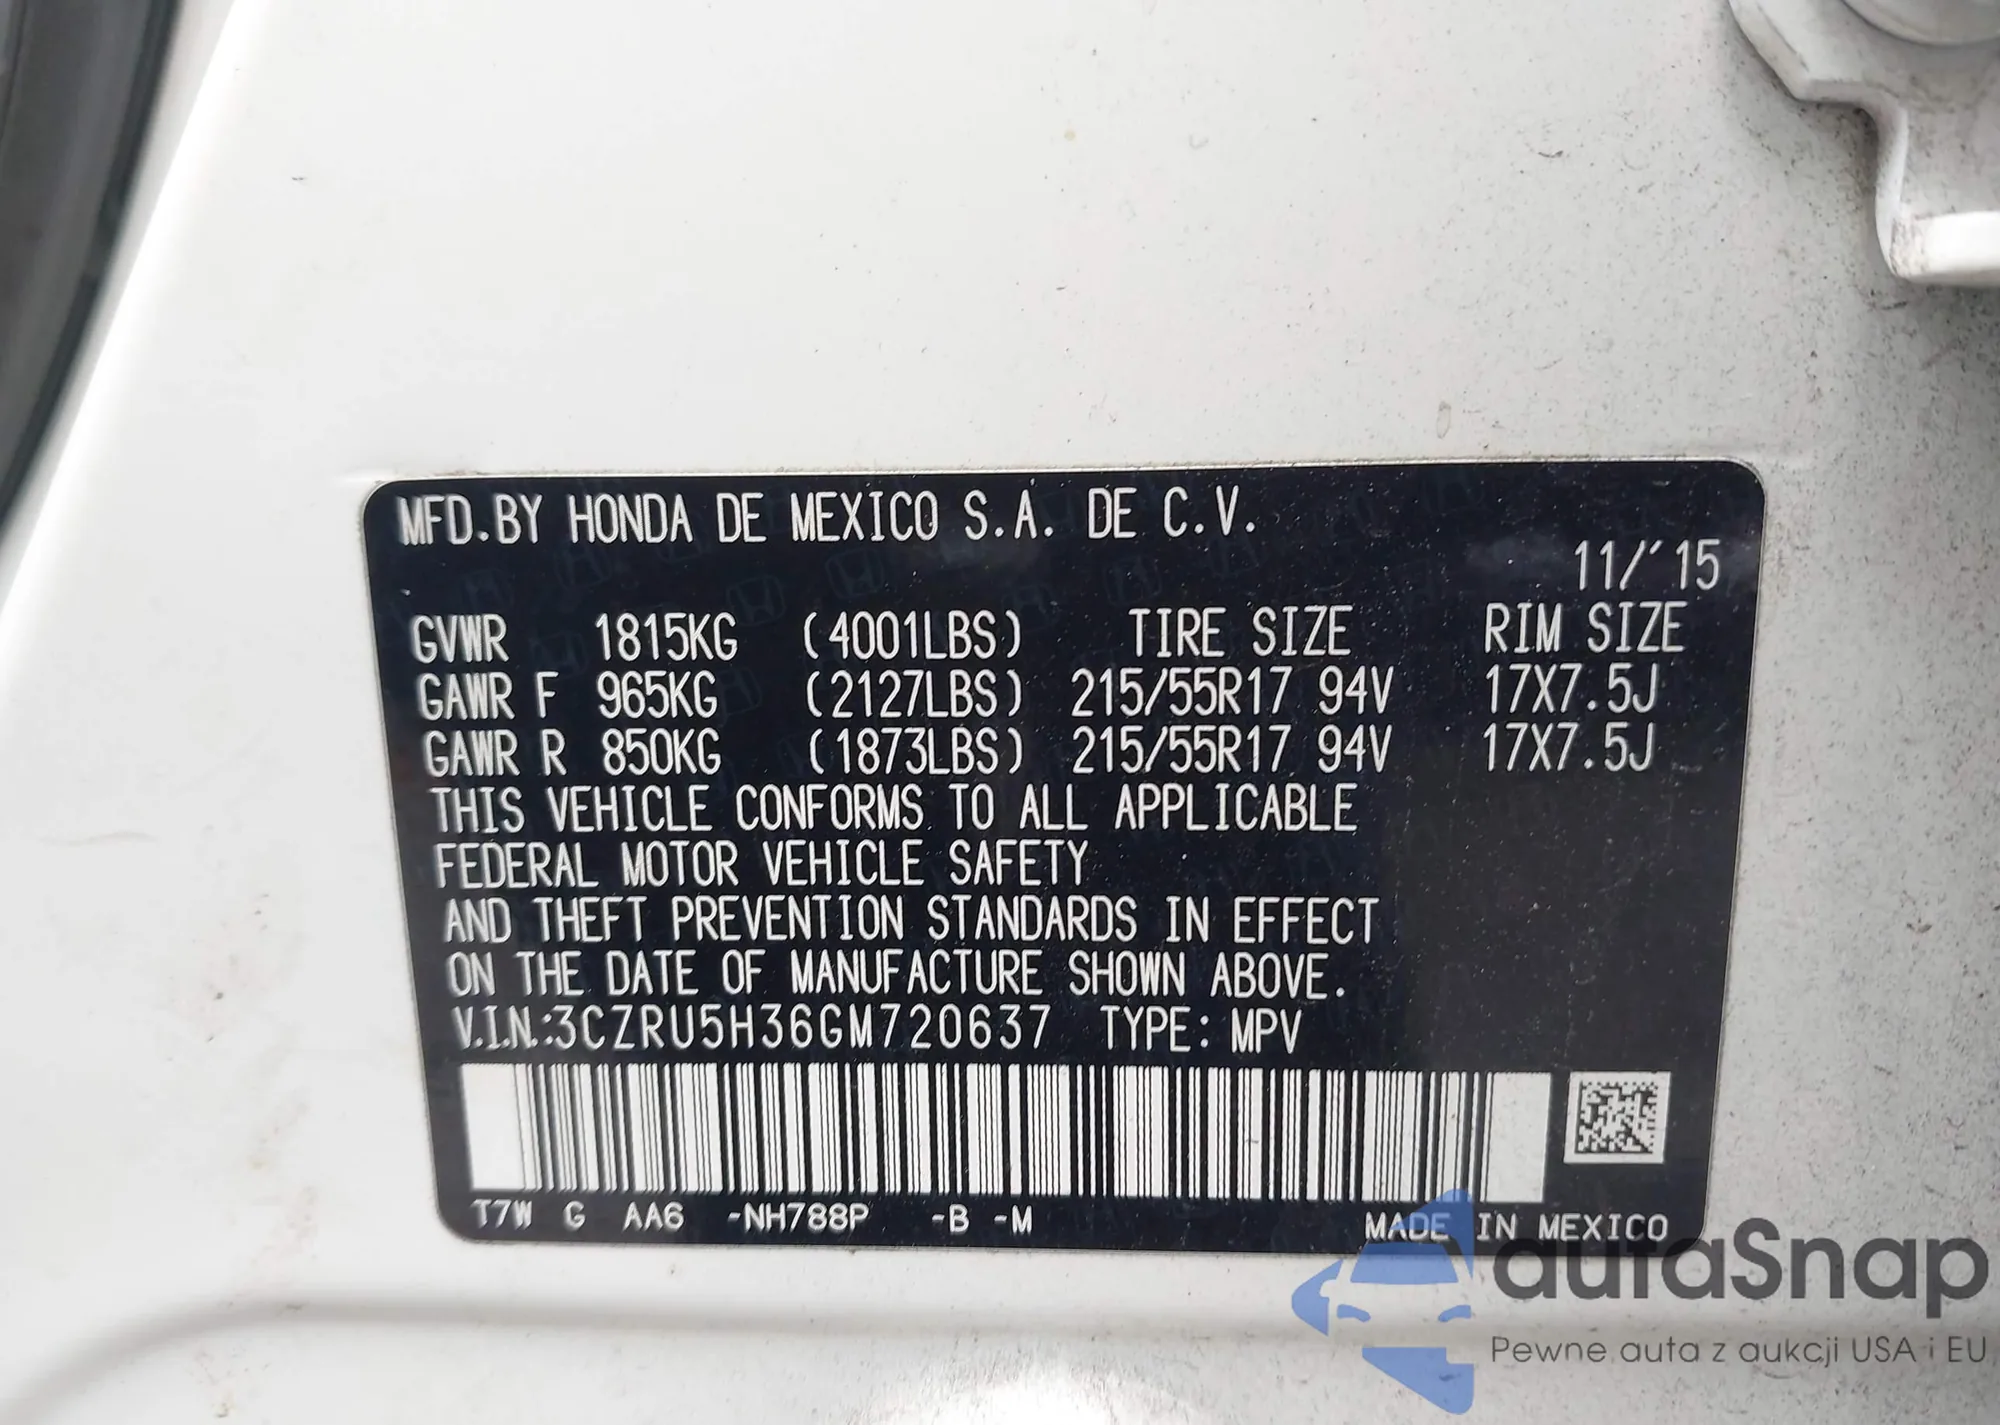 MFD.BY HONDA DE MEXICO S.A. DE C.V.
11/'15
GVWR 1815KG (4001LBS) TIRE SIZE RIM SIZE
GAWR F 965KG (2127LBS) 215/55R17 94V 17X7.5J
GAWR R 850KG (1873LBS) 215/55R17 94V 17X7.5J
THIS VEHICLE CONFORMS TO ALL APPLICABLE
FEDERAL MOTOR VEHICLE SAFETY
AND THEFT PREVENTION STANDARDS IN EFFECT
ON THE DATE OF MANUFACTURE SHOWN ABOVE.
V.I.N.:3CZRU5H36GM720637 TYPE: MPV
T7W G AA6 -NH788P -B -M MADE IN MEXICO
autaSnap
Pewne auta z aukcji USA i EU